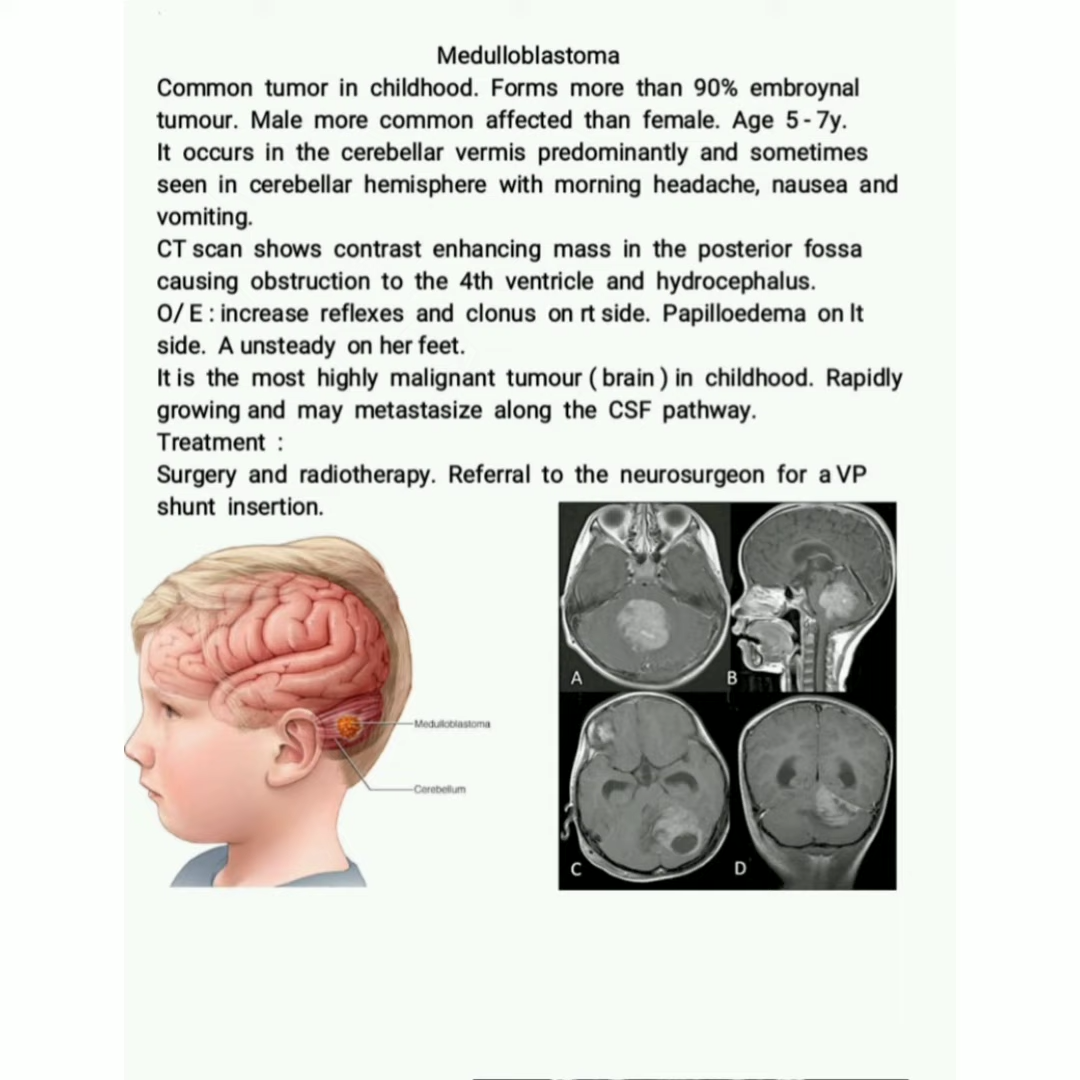 Medulloblastoma
Common tumor in childhood. Forms more than 90% embroynal
tumour. Male more common affected than female. Age 5-7y.
It occurs in the cerebellar vermis predominantly and sometimes
seen in cerebellar hemisphere with morning headache, nausea and
vomiting.
CT scan shows contrast enhancing mass in the posterior fossa
causing obstruction to the 4th ventricle and hydrocephalus.
O/E: increase reflexes and clonus on rt side. Papilloedema on lt
side. A unsteady on her feet.
It is the most highly malignant tumour (brain) in childhood. Rapidly
growing and may metastasize along the CSF pathway.
Treatment :
Surgery and radiotherapy. Referral to the neurosurgeon for a VP
shunt insertion.
Medulloblastoma
Cerebellum
A
B
C
D